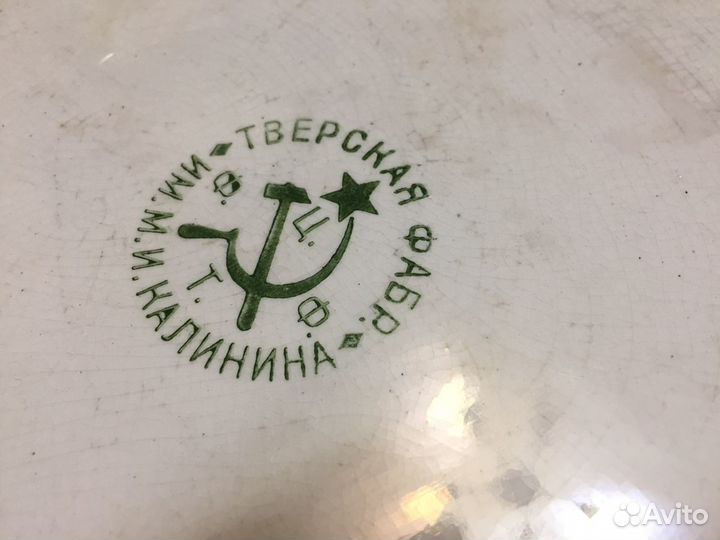 ТВЕРСКАЯ ФАБР.
ИМ. М. И. КАЛИНИНА
Ф. Ц.
Т. Ф.
Avito